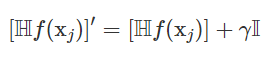 [ℍf(x_j)]′ = [ℍf(x_j)] + γ𝕀